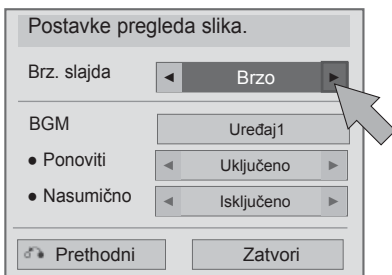 Postavke pregleda slika.
Brz. slajda ◄ Brzo ►
BGM Uređaj1
● Ponoviti ◄ Uključeno ►
● Nasumično ◄ Isključeno ►
Prethodni Zatvori